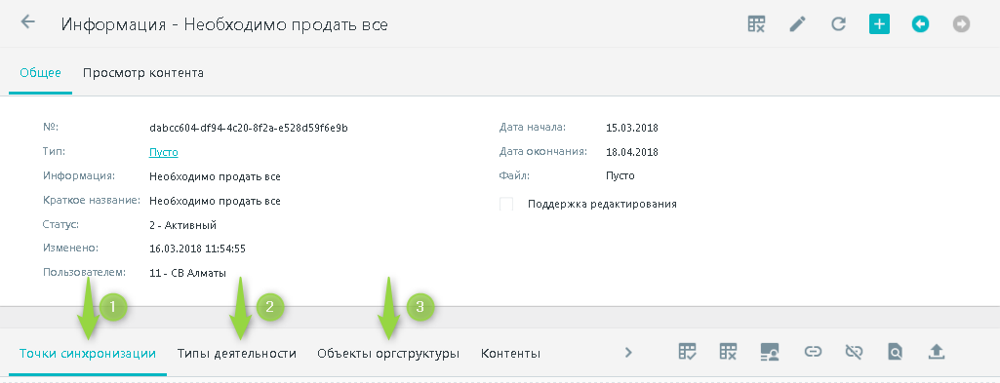 Информация - Необходимо продать все
Общее Просмотр контента
№: dabcc604-df94-4c20-8f2a-e528d59f6e9b Дата начала: 15.03.2018
Тип: Пусто Дата окончания: 18.04.2018
Информация: Необходимо продать все Файл: Пусто
Краткое название: Необходимо продать все Поддержка редактирования
Статус: 2 - Активный
Изменено: 16.03.2018 11:54:55
Пользователем: 11 - СВ Алматы
1 2 3
Точки синхронизации Типы деятельности Объекты оргструктуры Контенты